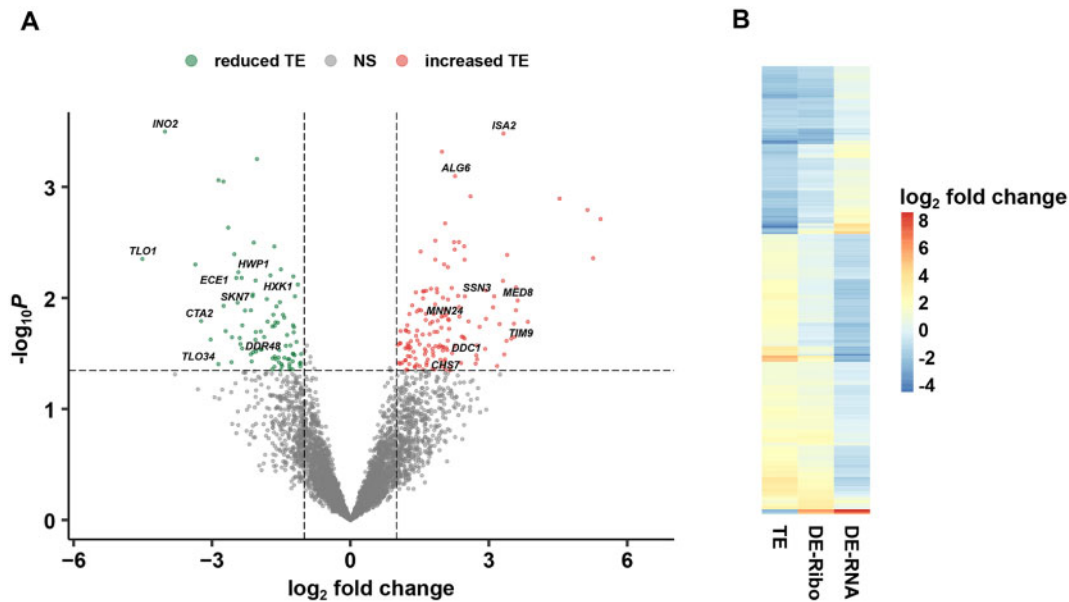 A
B
reduced TE NS increased TE
INO2
ISA2
ALG6
TLO1
HWP1
ECE1
HXK1
SKN7
CTA2
DDR48
TLO34
SSN3
MED8
MNN24
TIM9
DDC1
CHS7
-log10P
3
2
1
0
−6 −3 0 3 6
log2 fold change
log2 fold change
8
6
4
2
0
-2
-4
TE
DE-Ribo
DE-RNA